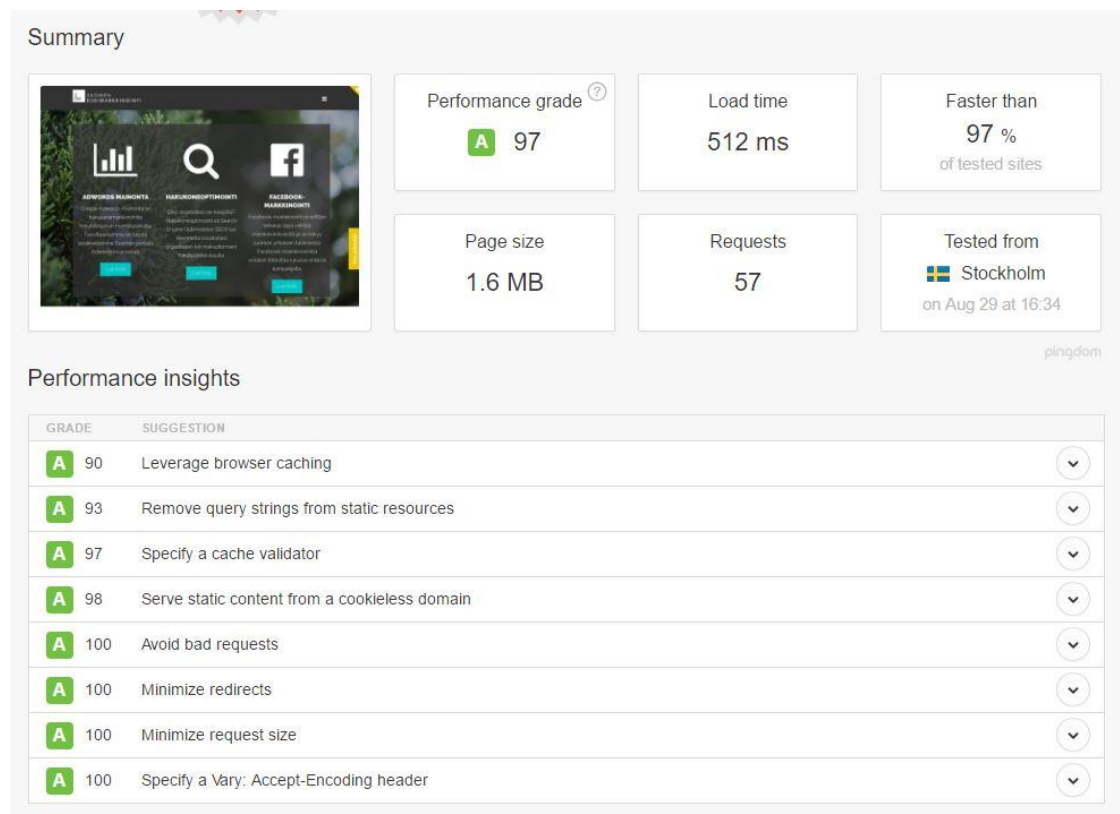 Summary
ADWORDS MAINONTA
HAKUKONEOPTIMOINTI
FACEBOOK-
MARKKINOINTI
Performance grade ?
A 97
Load time
512 ms
Faster than
97 %
of tested sites
Page size
1.6 MB
Requests
57
Tested from
Stockholm
on Aug 29 at 16:34
pingdom
Performance insights
GRADE SUGGESTION
A 90 Leverage browser caching
A 93 Remove query strings from static resources
A 97 Specify a cache validator
A 98 Serve static content from a cookieless domain
A 100 Avoid bad requests
A 100 Minimize redirects
A 100 Minimize request size
A 100 Specify a Vary: Accept-Encoding header